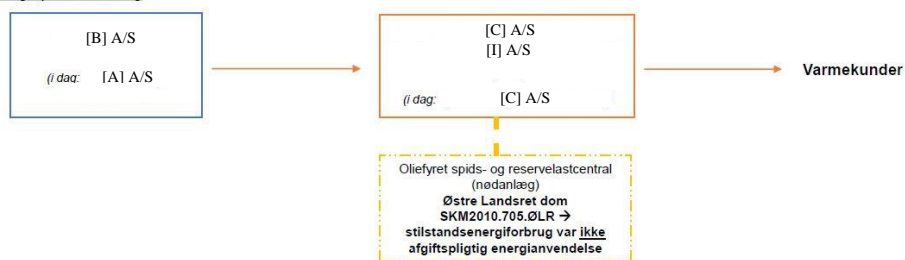 [B] A/S
(i dag: [A] A/S
[C] A/S
[I] A/S
(i dag: [C] A/S
Varmekunder
Oliefyret spids- og reservelastcentral
(nødanlæg)
Østre Landsret dom
SKM2010.705.ØLR →
stilstandsenergiforbrug var ikke
afgiftspligtig energianvendelse